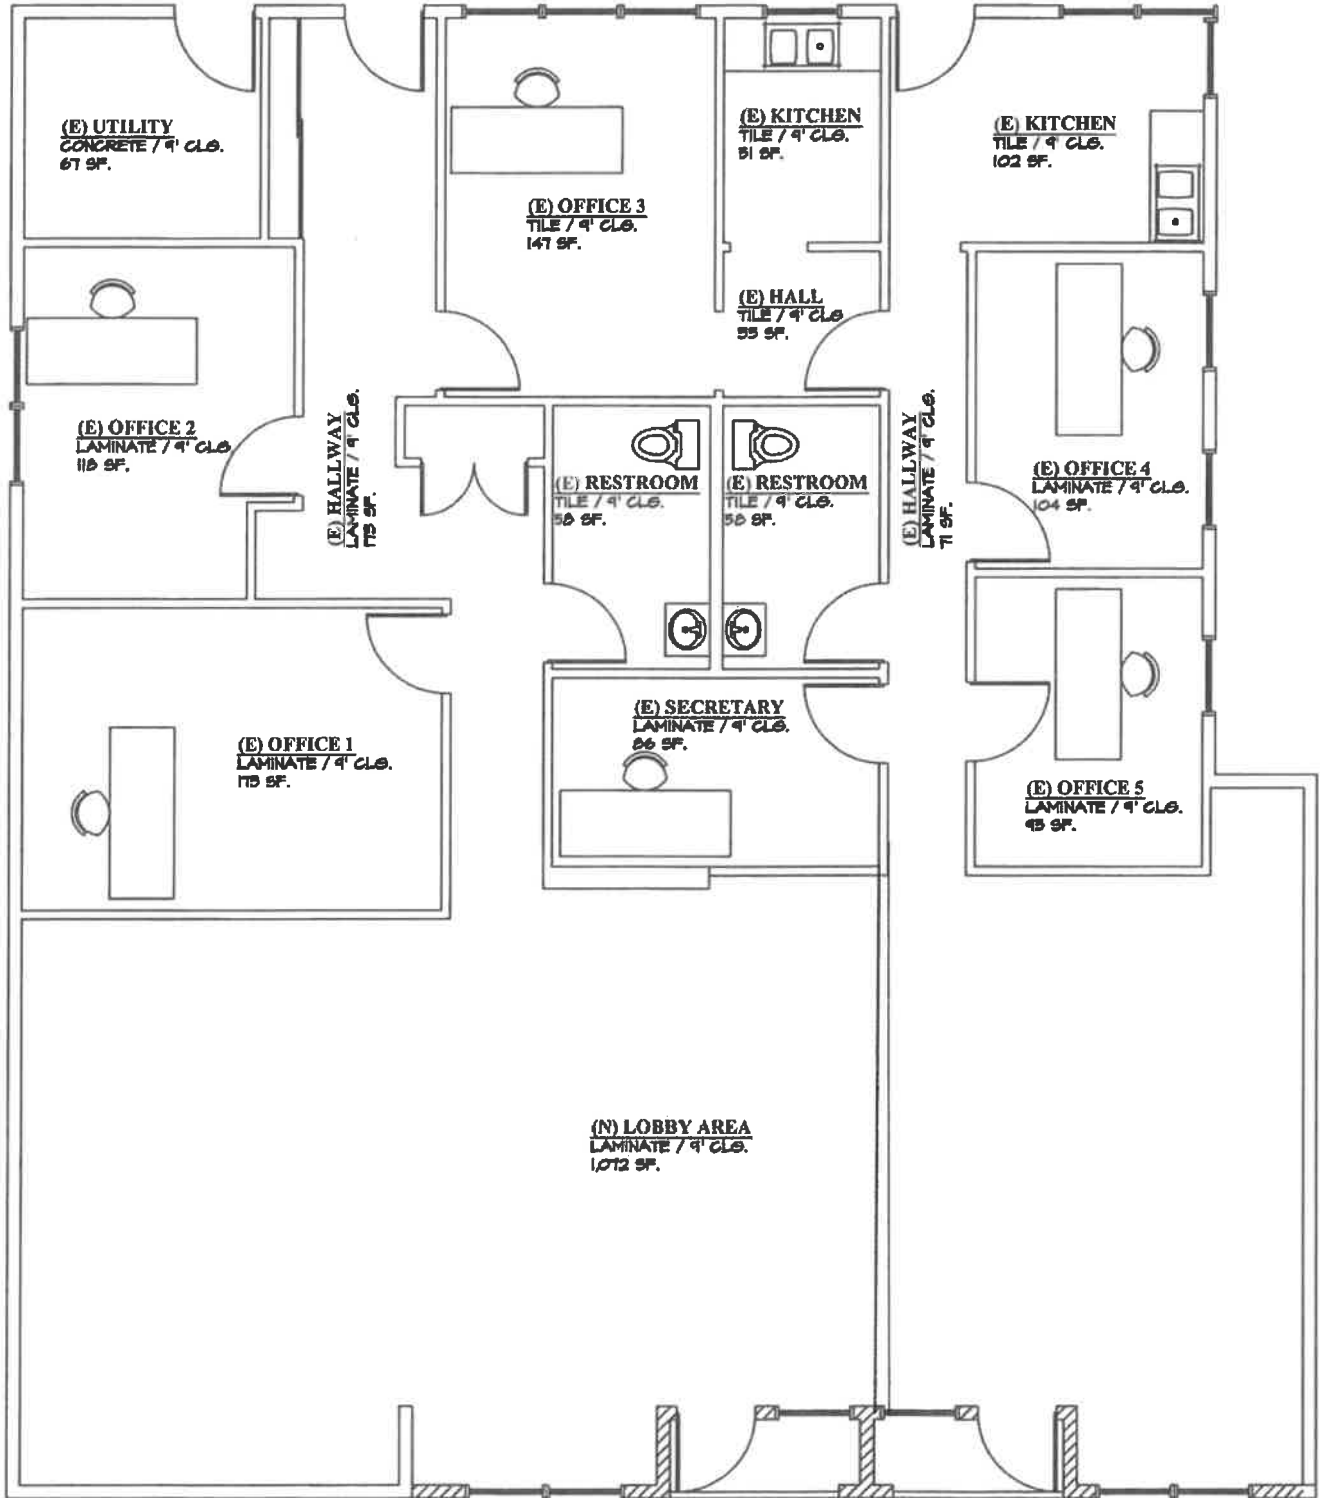 (E) UTILITY
CONCRETE / 9' CLG.
67 SF.
(E) KITCHEN
TILE / 9' CLG.
51 SF.
(E) KITCHEN
TILE / 9' CLG.
102 SF.
(E) OFFICE 3
TILE / 9' CLG.
147 SF.
(E) HALL
TILE / 9' CLG
35 SF.
(E) OFFICE 2
LAMINATE / 9' CLG.
118 SF.
(E) HALLWAY
LAMINATE / 9' CLG.
175 SF.
(E) RESTROOM
TILE / 9' CLG.
58 SF.
(E) RESTROOM
TILE / 9' CLG.
58 SF.
(E) HALLWAY
LAMINATE / 9' CLG.
71 SF.
(E) OFFICE 4
LAMINATE / 9' CLG.
104 SF.
(E) OFFICE 1
LAMINATE / 9' CLG.
175 SF.
(E) SECRETARY
LAMINATE / 9' CLG.
86 SF.
(E) OFFICE 5
LAMINATE / 9' CLG.
93 SF.
(N) LOBBY AREA
LAMINATE / 9' CLG.
1,072 SF.